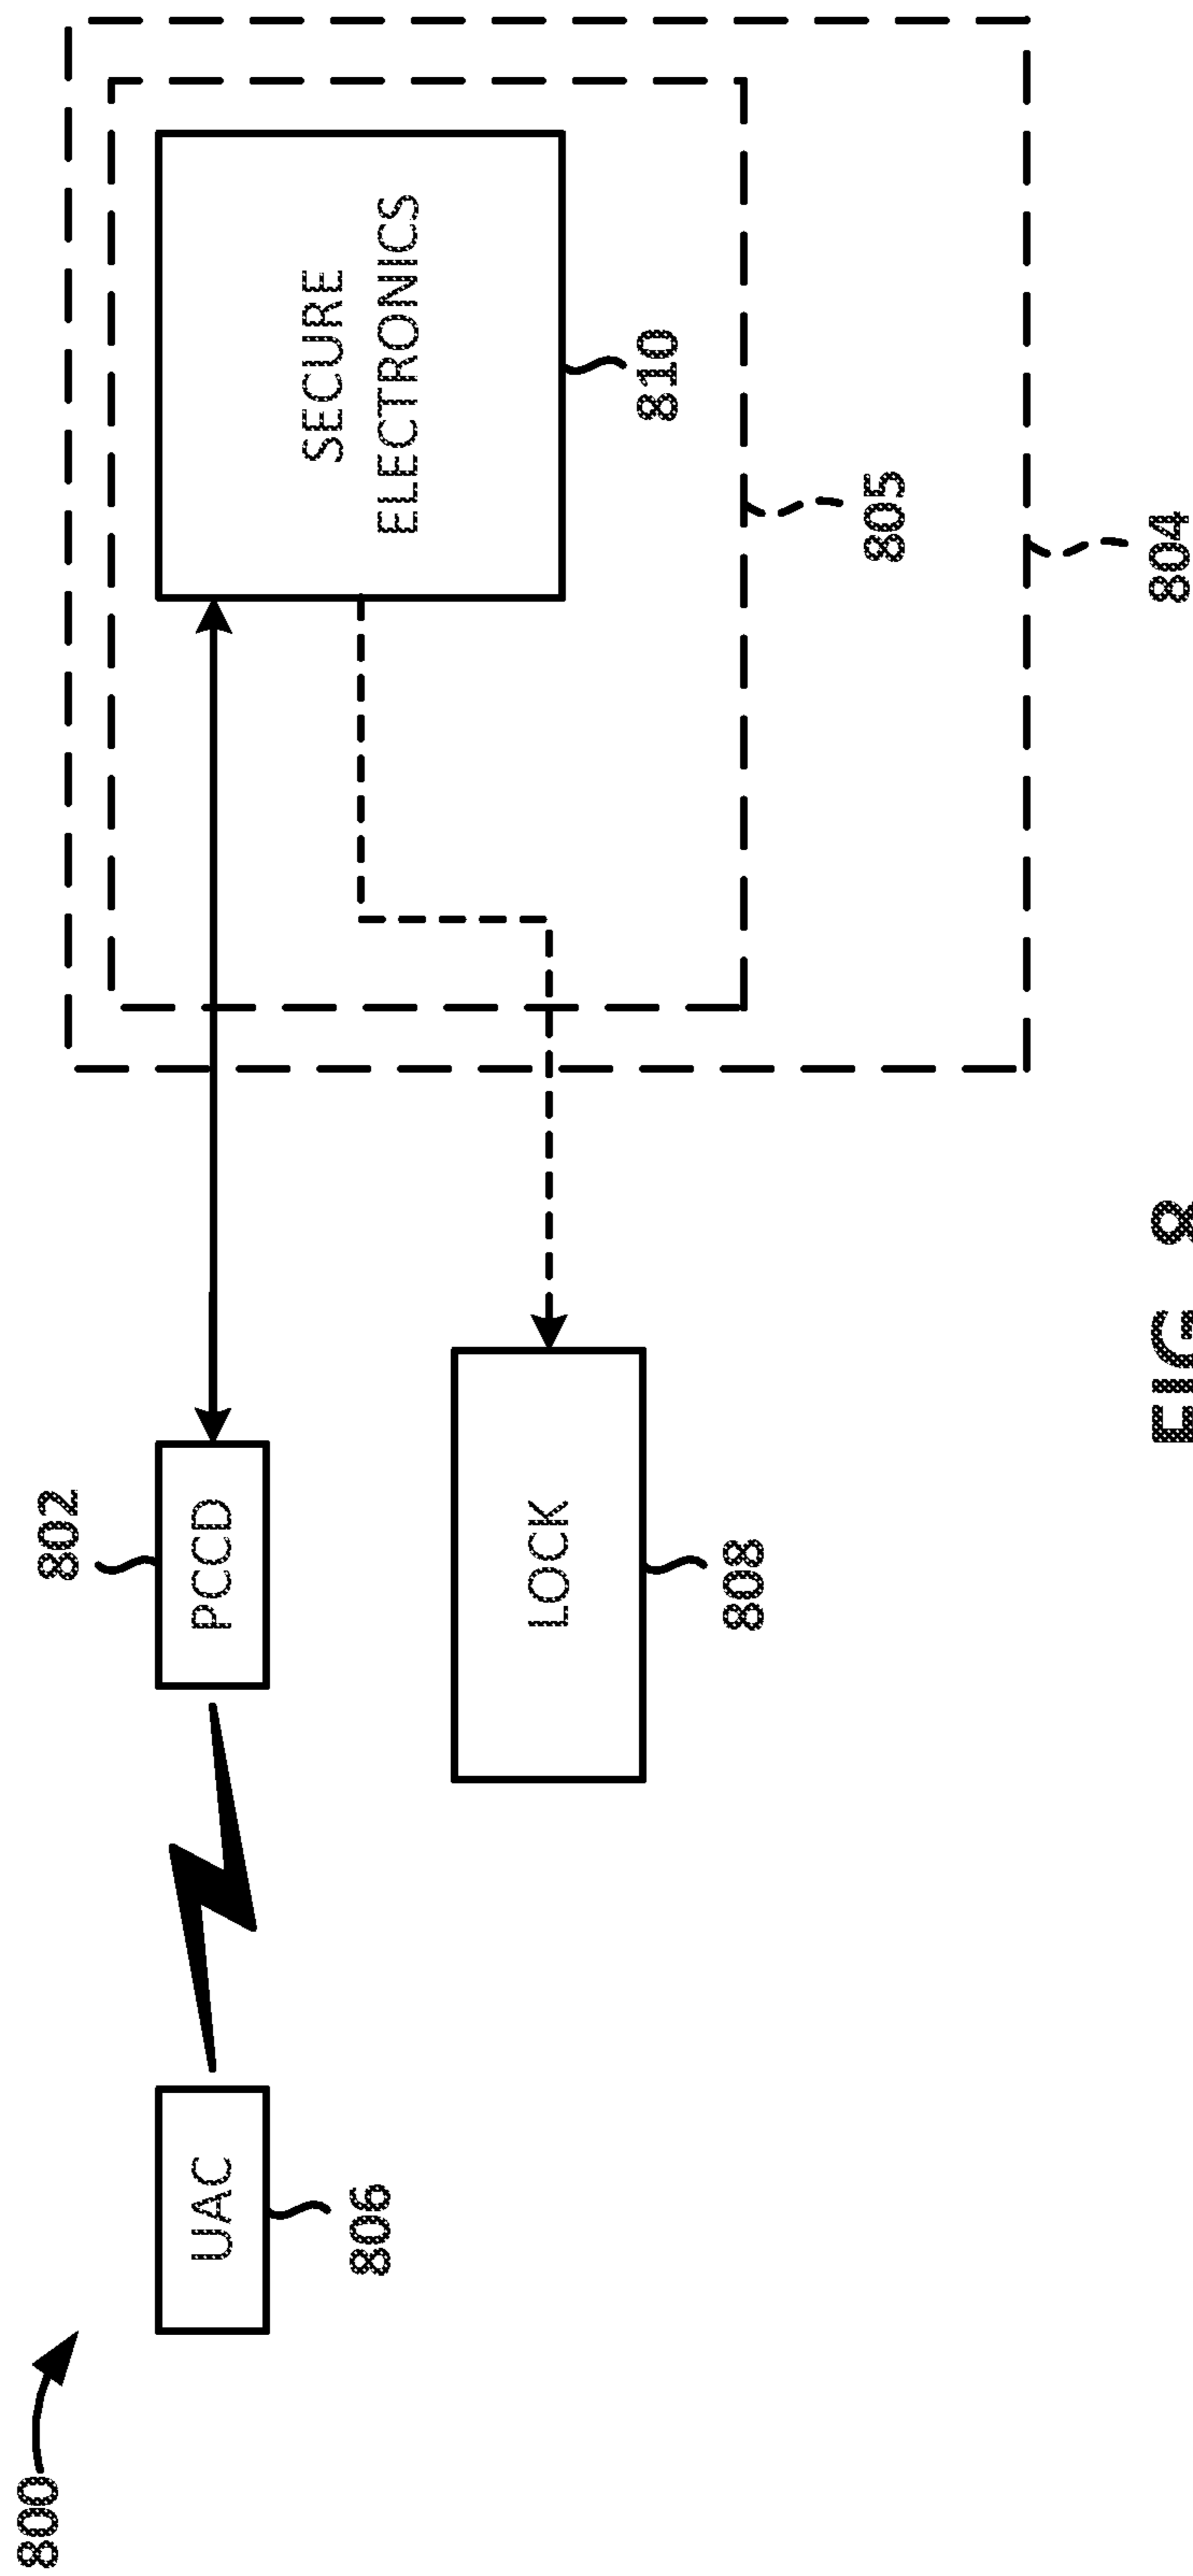 800
UAC
806
PCCD
802
LOCK
808
SECURE
ELECTRONICS
810
805
804
FIG. 8